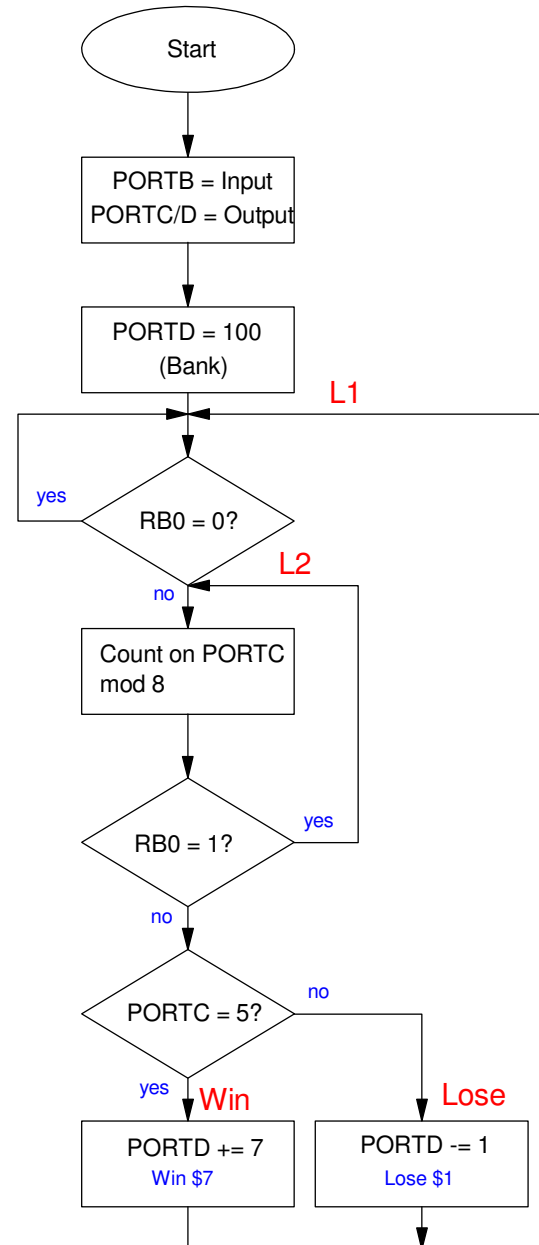 Start
PORTB = Input
PORTC/D = Output
PORTD = 100
(Bank)
L1
yes
RB0 = 0?
L2
no
Count on PORTC
mod 8
RB0 = 1?
yes
no
PORTC = 5?
no
yes
Win
Lose
PORTD += 7
Win $7
PORTD -= 1
Lose $1